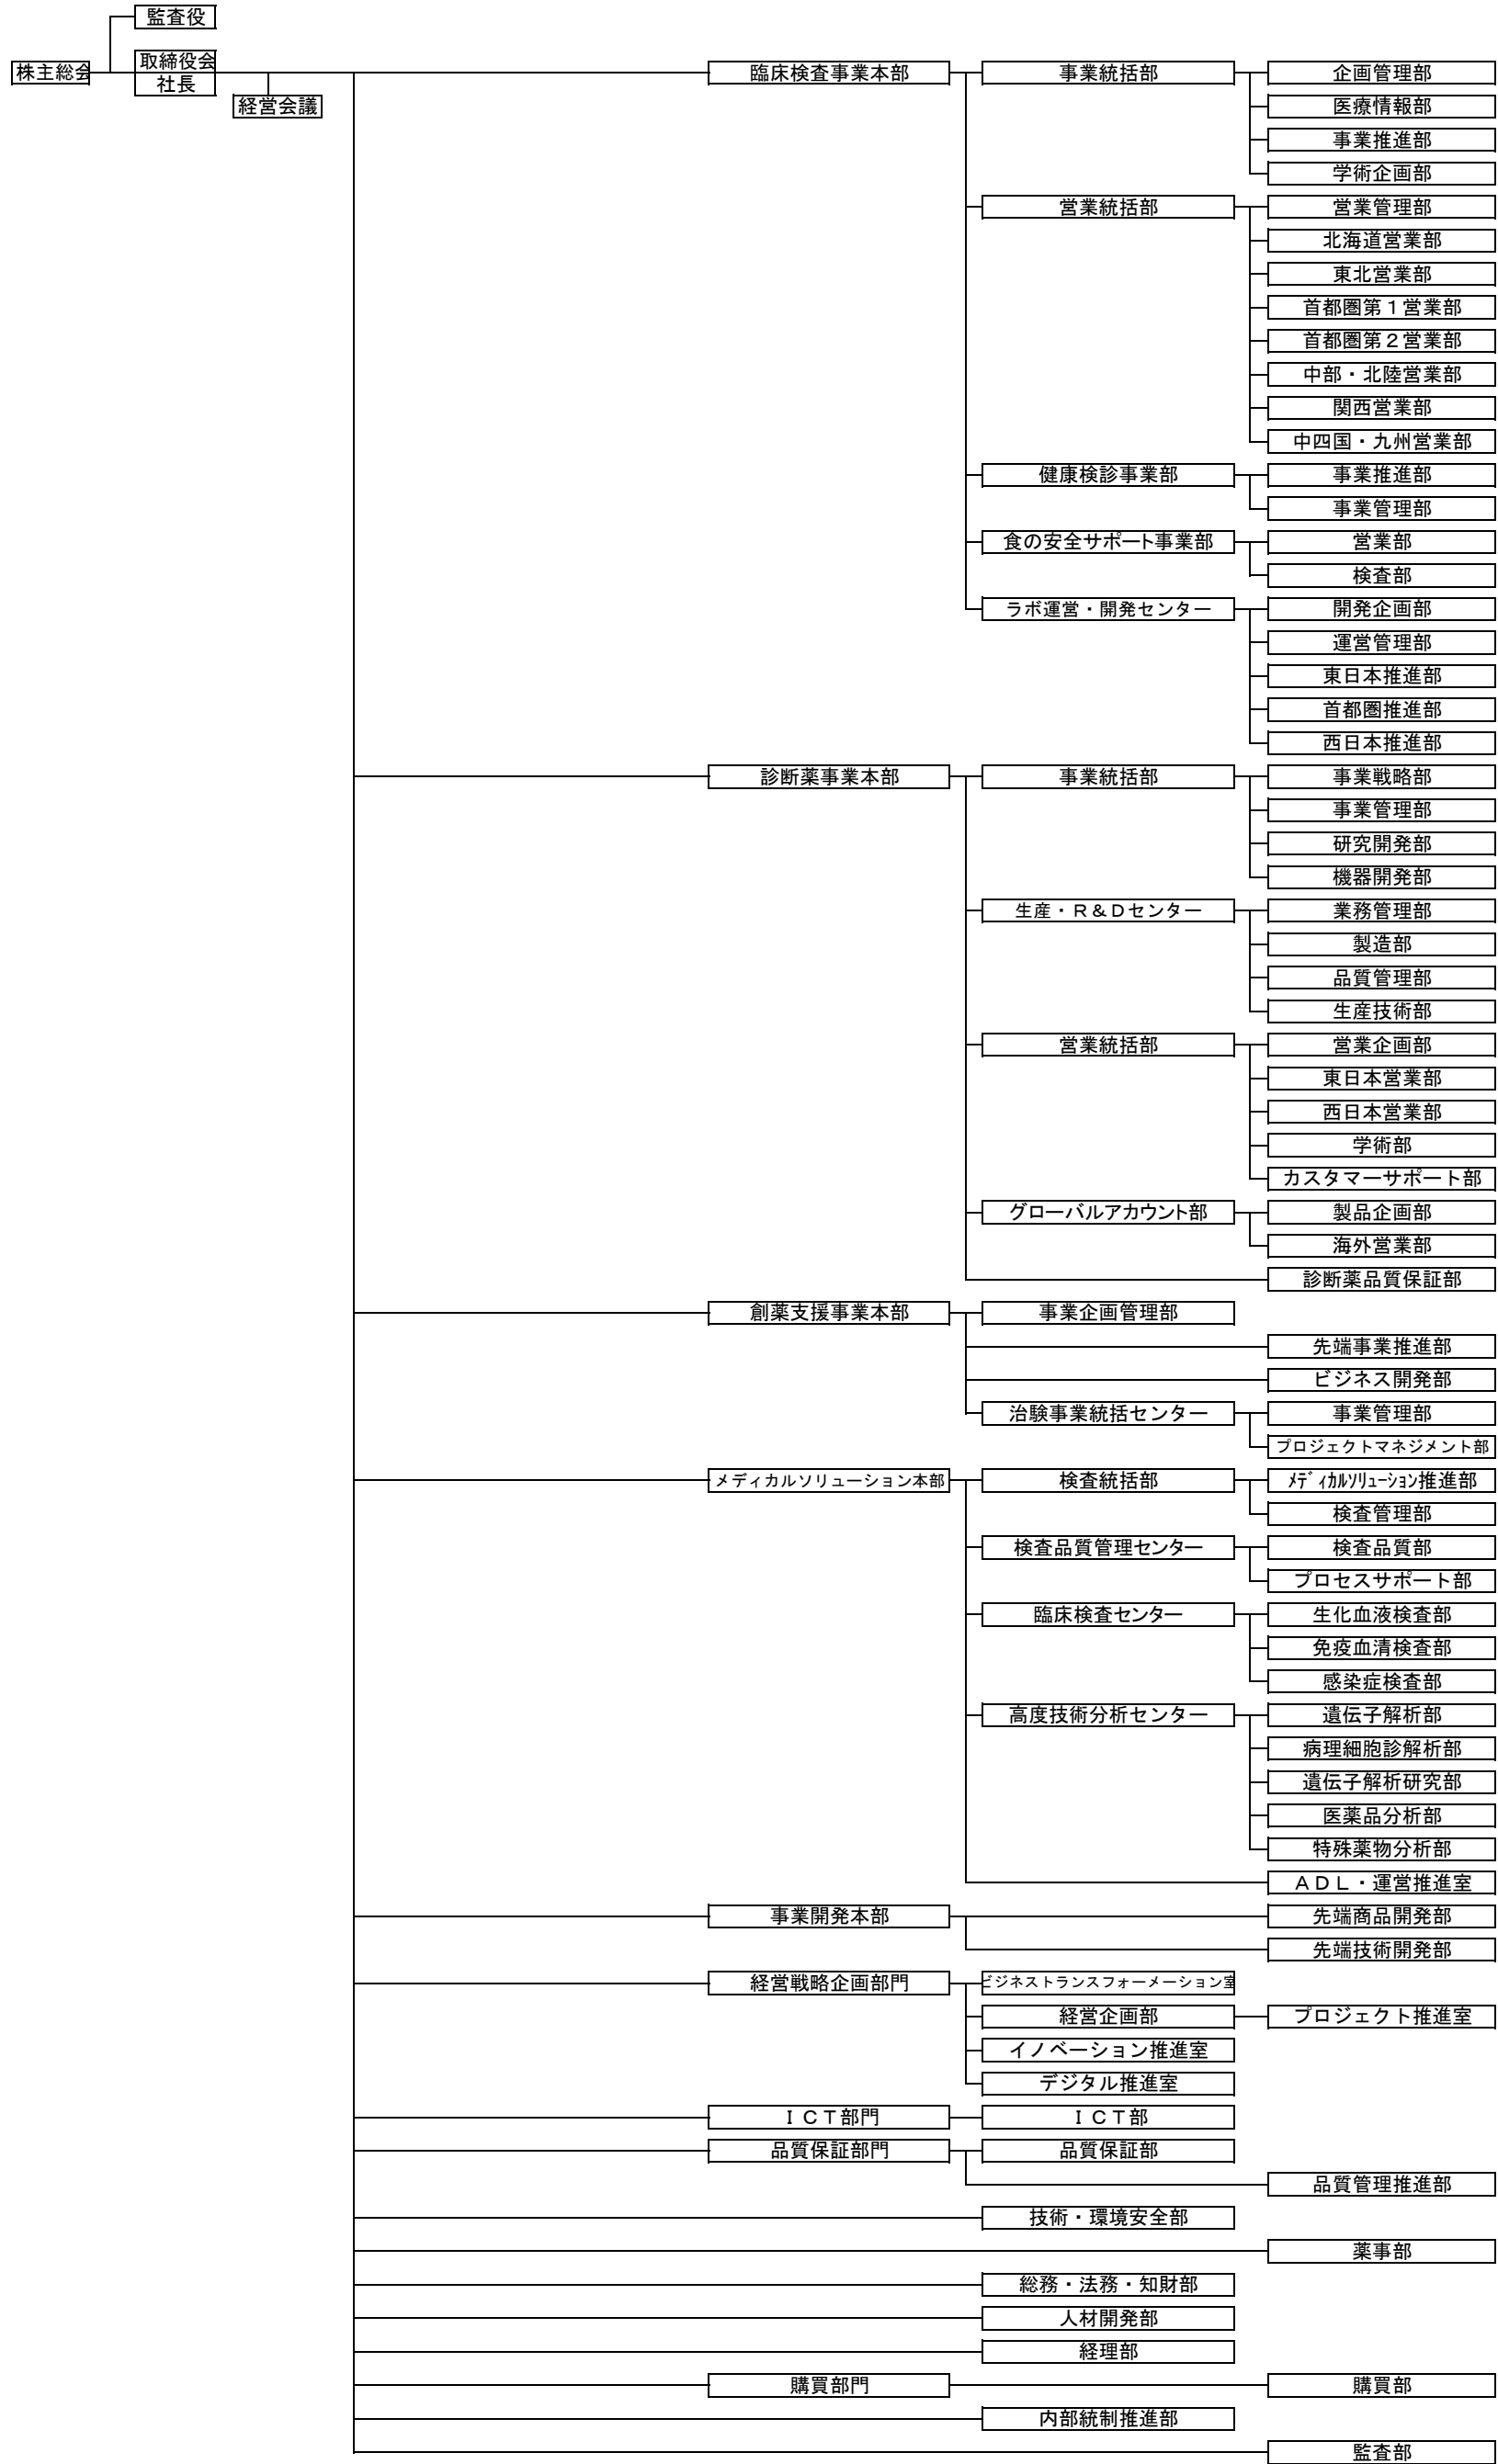 監査役
株主総会
取締役会
社長
経営会議
臨床検査事業本部
事業統括部
企画管理部
医療情報部
事業推進部
学術企画部
営業統括部
営業管理部
北海道営業部
東北営業部
首都圏第１営業部
首都圏第２営業部
中部・北陸営業部
関西営業部
中四国・九州営業部
健康検診事業部
事業推進部
事業管理部
食の安全サポート事業部
営業部
検査部
ラボ運営・開発センター
開発企画部
運営管理部
東日本推進部
首都圏推進部
西日本推進部
診断薬事業本部
事業統括部
事業戦略部
事業管理部
研究開発部
機器開発部
生産・Ｒ＆Ｄセンター
業務管理部
製造部
品質管理部
生産技術部
営業統括部
営業企画部
東日本営業部
西日本営業部
学術部
カスタマーサポート部
グローバルアカウント部
製品企画部
海外営業部
診断薬品質保証部
創薬支援事業本部
事業企画管理部
先端事業推進部
ビジネス開発部
治験事業統括センター
事業管理部
プロジェクトマネジメント部
メディカルソリューション本部
検査統括部
ﾒﾃﾞｨｶﾙｿﾘｭｰｼｮﾝ推進部
検査管理部
検査品質管理センター
検査品質部
プロセスサポート部
臨床検査センター
生化血液検査部
免疫血清検査部
感染症検査部
高度技術分析センター
遺伝子解析部
病理細胞診解析部
遺伝子解析研究部
医薬品分析部
特殊薬物分析部
ＡＤＬ・運営推進室
事業開発本部
先端商品開発部
先端技術開発部
経営戦略企画部門
ビジネストランスフォーメーション室
経営企画部
プロジェクト推進室
イノベーション推進室
デジタル推進室
ＩＣＴ部門
ＩＣＴ部
品質保証部門
品質保証部
品質管理推進部
技術・環境安全部
薬事部
総務・法務・知財部
人材開発部
経理部
購買部門
購買部
内部統制推進部
監査部